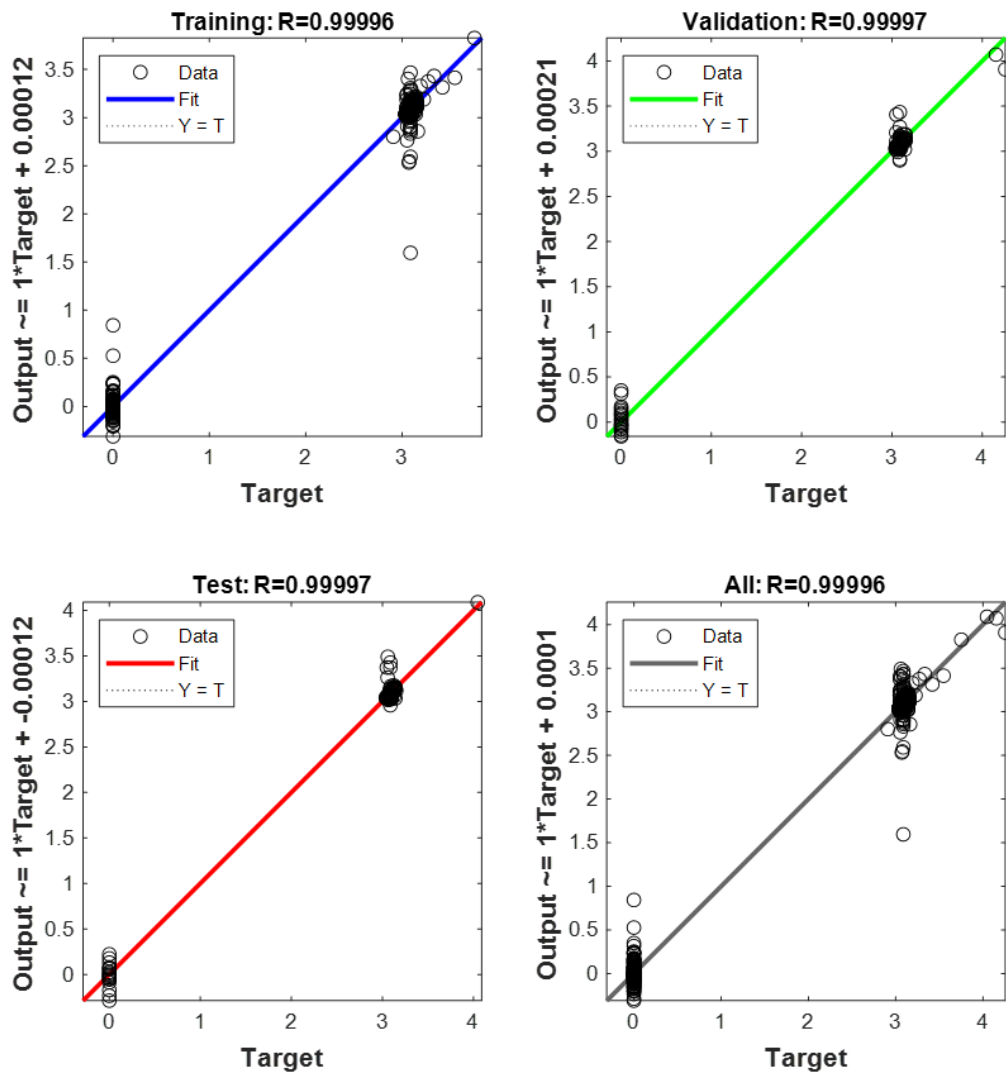 Training: R=0.99996
Output ~= 1*Target + 0.00012
3.5
3
2.5
2
1.5
1
0.5
0
Data
Fit
Y = T
0 1 2 3
Target
Validation: R=0.99997
Output ~= 1*Target + 0.00021
4
3.5
3
2.5
2
1.5
1
0.5
0
Data
Fit
Y = T
0 1 2 3 4
Target
Test: R=0.99997
Output ~= 1*Target + -0.00012
4
3.5
3
2.5
2
1.5
1
0.5
0
Data
Fit
Y = T
0 1 2 3 4
Target
All: R=0.99996
Output ~= 1*Target + 0.0001
4
3.5
3
2.5
2
1.5
1
0.5
0
Data
Fit
Y = T
0 1 2 3 4
Target